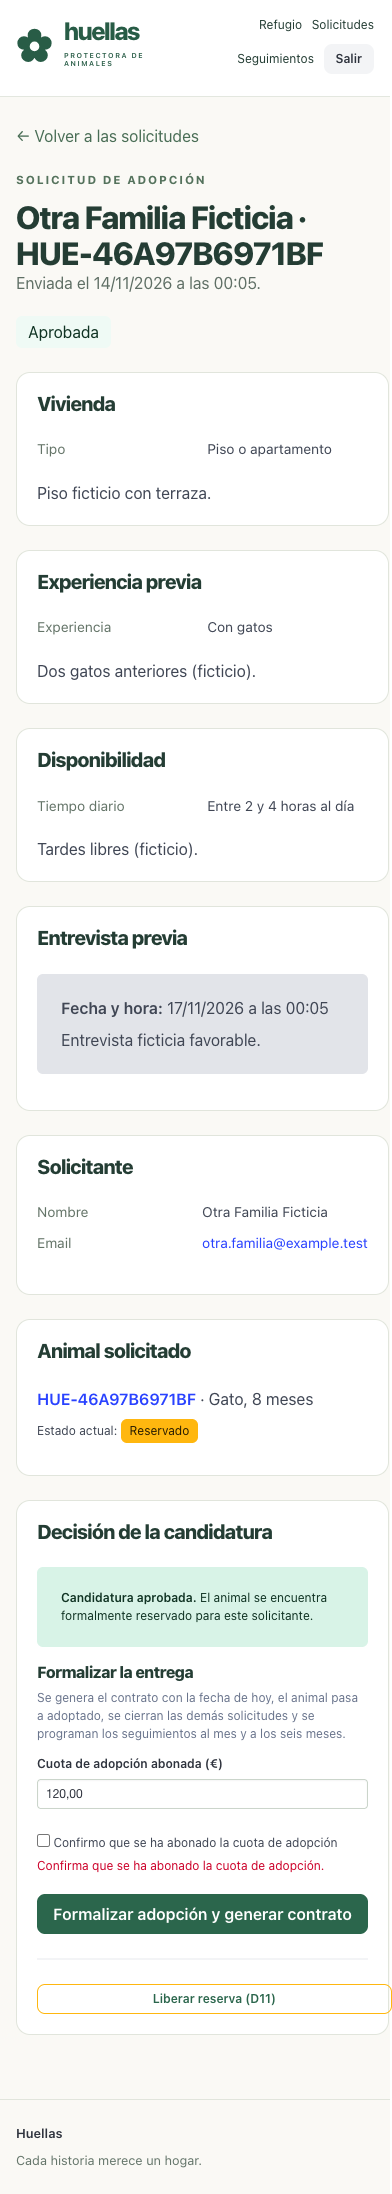 huellas
PROTECTORA DE
ANIMALES
Refugio Solicitudes
Seguimientos Salir
← Volver a las solicitudes
SOLICITUD DE ADOPCIÓN
Otra Familia Ficticia ·
HUE-46A97B6971BF
Enviada el 14/11/2026 a las 00:05.
Aprobada
Vivienda
Tipo Piso o apartamento
Piso ficticio con terraza.
Experiencia previa
Experiencia Con gatos
Dos gatos anteriores (ficticio).
Disponibilidad
Tiempo diario Entre 2 y 4 horas al día
Tardes libres (ficticio).
Entrevista previa
Fecha y hora: 17/11/2026 a las 00:05
Entrevista ficticia favorable.
Solicitante
Nombre Otra Familia Ficticia
Email otra.familia@example.test
Animal solicitado
HUE-46A97B6971BF · Gato, 8 meses
Estado actual: Reservado
Decisión de la candidatura
Candidatura aprobada. El animal se encuentra
formalmente reservado para este solicitante.
Formalizar la entrega
Se genera el contrato con la fecha de hoy, el animal pasa
a adoptado, se cierran las demás solicitudes y se
programan los seguimientos al mes y a los seis meses.
Cuota de adopción abonada (€)
120,00
Confirmo que se ha abonado la cuota de adopción
Confirma que se ha abonado la cuota de adopción.
Formalizar adopción y generar contrato
Liberar reserva (D11)
Huellas
Cada historia merece un hogar.